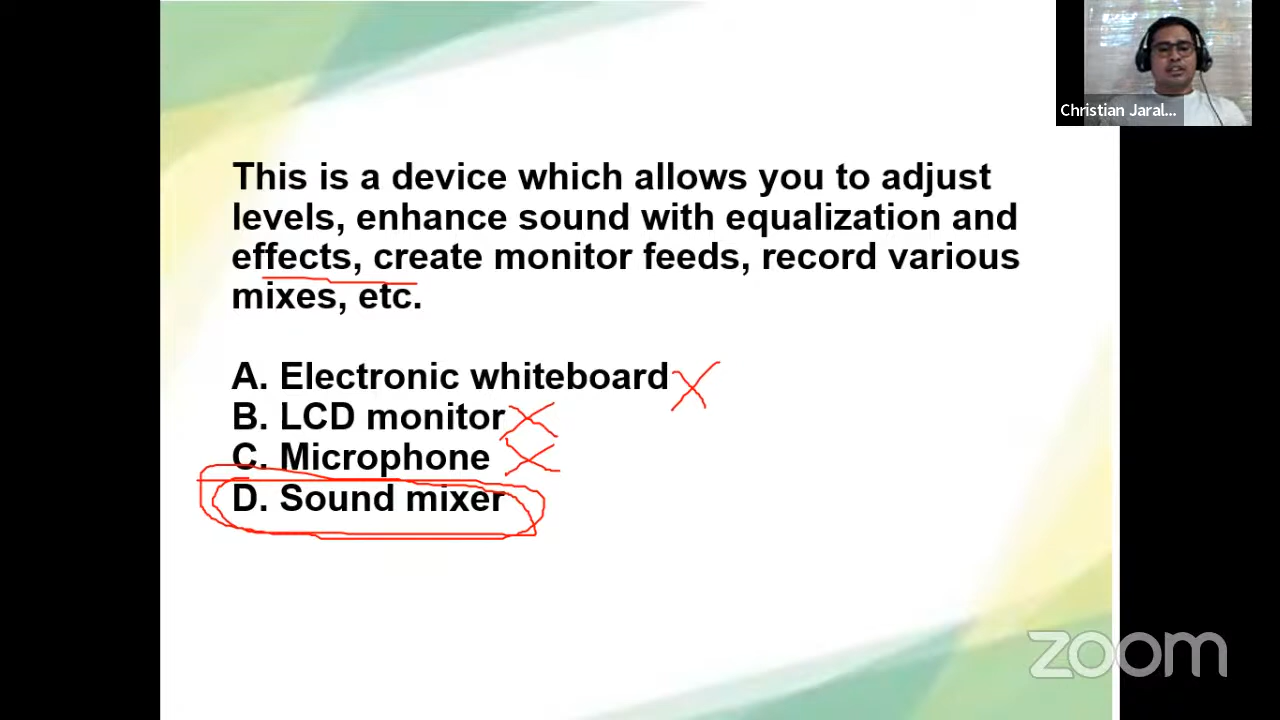 Christian Jaral...
This is a device which allows you to adjust
levels, enhance sound with equalization and
effects, create monitor feeds, record various
mixes, etc.
A. Electronic whiteboard
B. LCD monitor
C. Microphone
D. Sound mixer
zoom